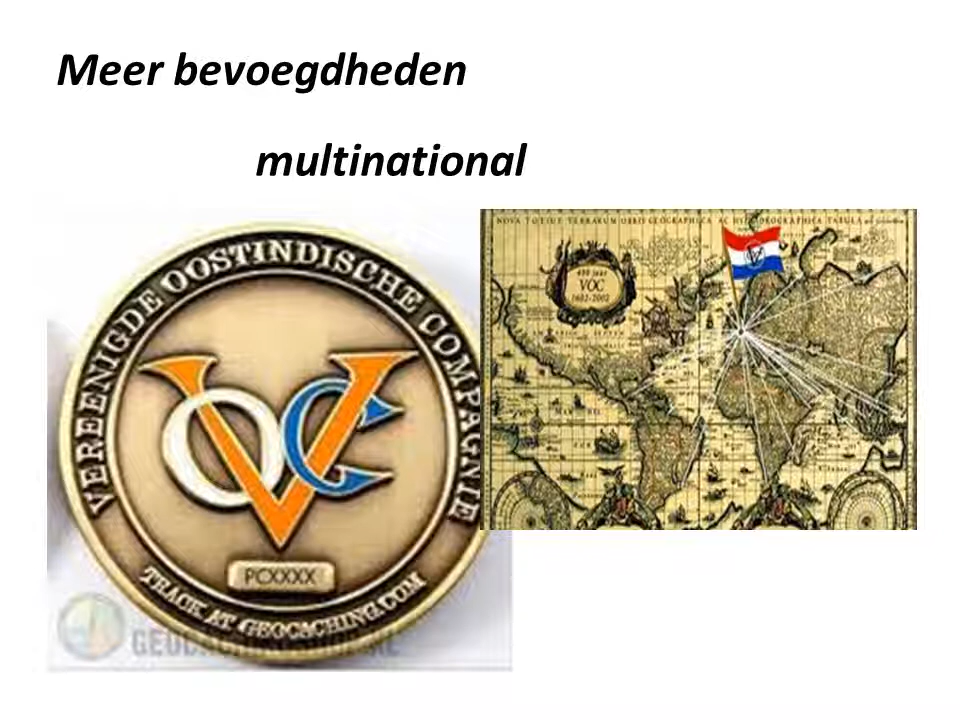 Meer bevoegdheden
multinational
VEREENIGDE OOSTINDISCHE COMPAGNIE
VOC
PCXXXX
TRACK AT GEOCACHING.COM
NOVA TOTIUS TERRARUM ORBIS GEOGRAPHICA AC HYDROGRAPHICA TABULA
400 jaar
VOC
1602-2002